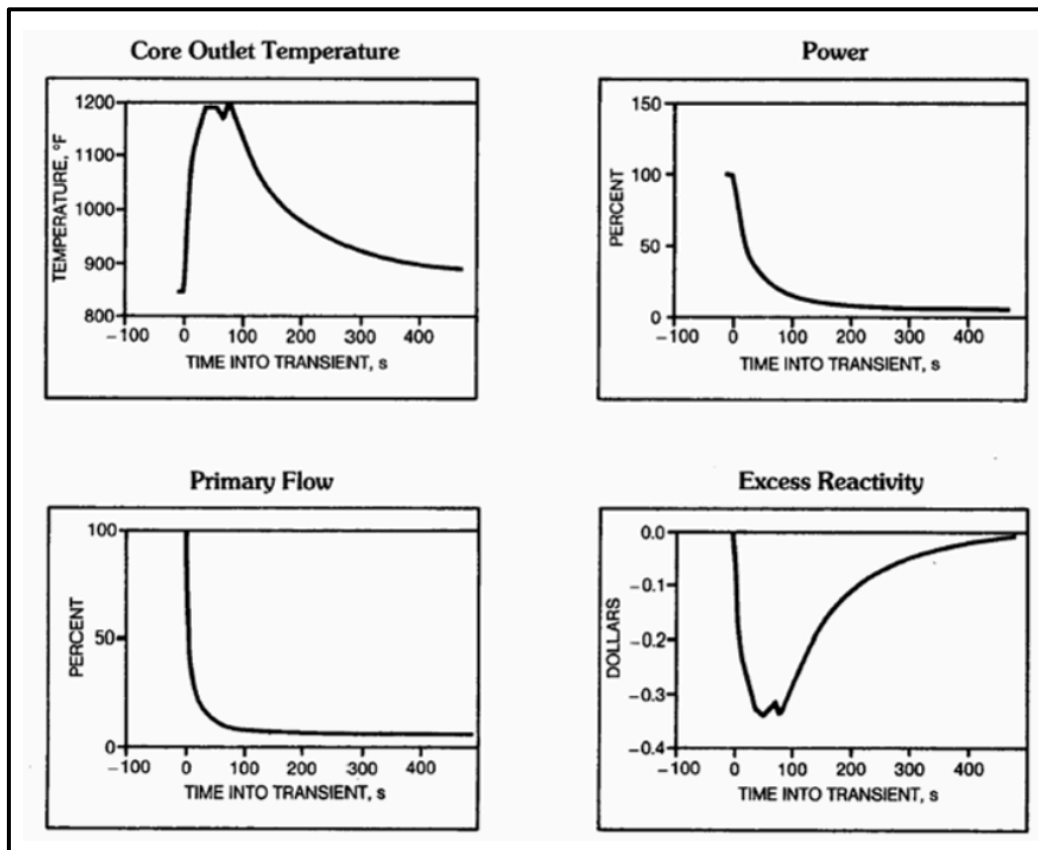 Core Outlet Temperature
TEMPERATURE, °F
1200
1100
1000
900
800
−100 0 100 200 300 400
TIME INTO TRANSIENT, s
Power
PERCENT
150
100
50
0
−100 0 100 200 300 400
TIME INTO TRANSIENT, s
Primary Flow
PERCENT
100
50
0
−100 0 100 200 300 400
TIME INTO TRANSIENT, s
Excess Reactivity
DOLLARS
0.0
−0.1
−0.2
−0.3
−0.4
−100 0 100 200 300 400
TIME INTO TRANSIENT, s